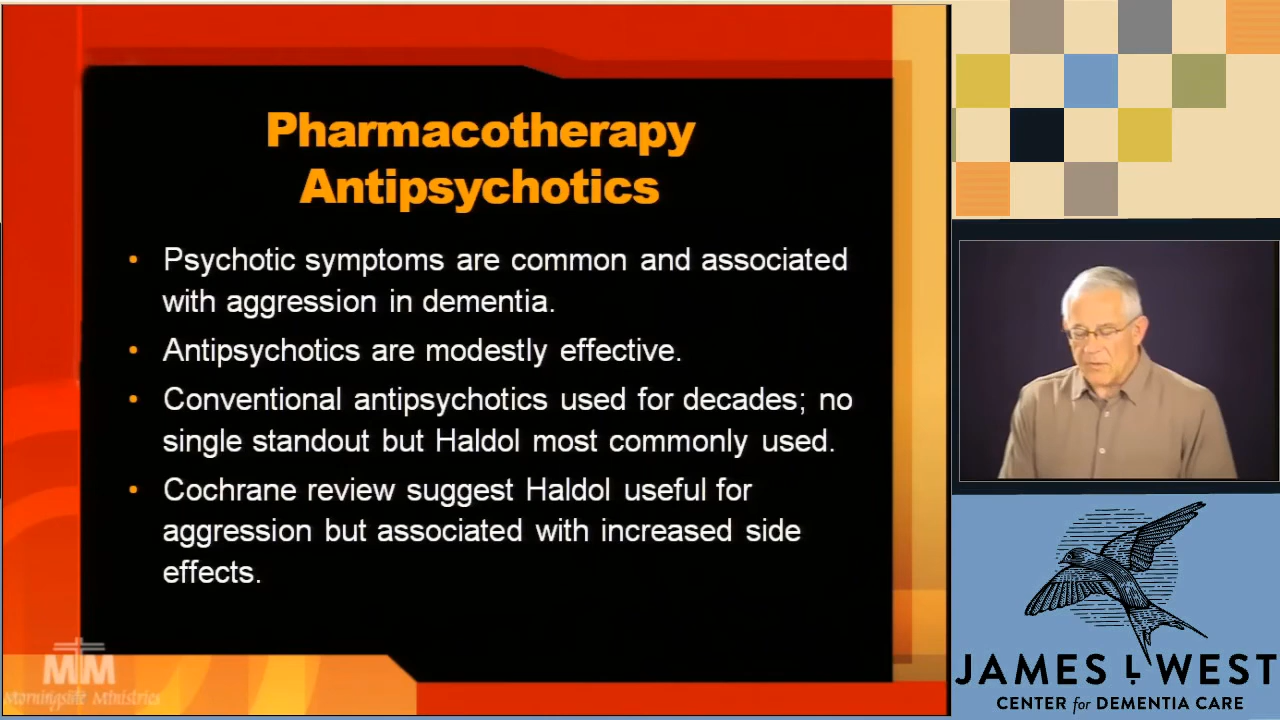 Pharmacotherapy
Antipsychotics
• Psychotic symptoms are common and associated
with aggression in dementia.
• Antipsychotics are modestly effective.
• Conventional antipsychotics used for decades; no
single standout but Haldol most commonly used.
• Cochrane review suggest Haldol useful for
aggression but associated with increased side
effects.
MM
Morningside Ministries
JAMES L WEST
CENTER for DEMENTIA CARE